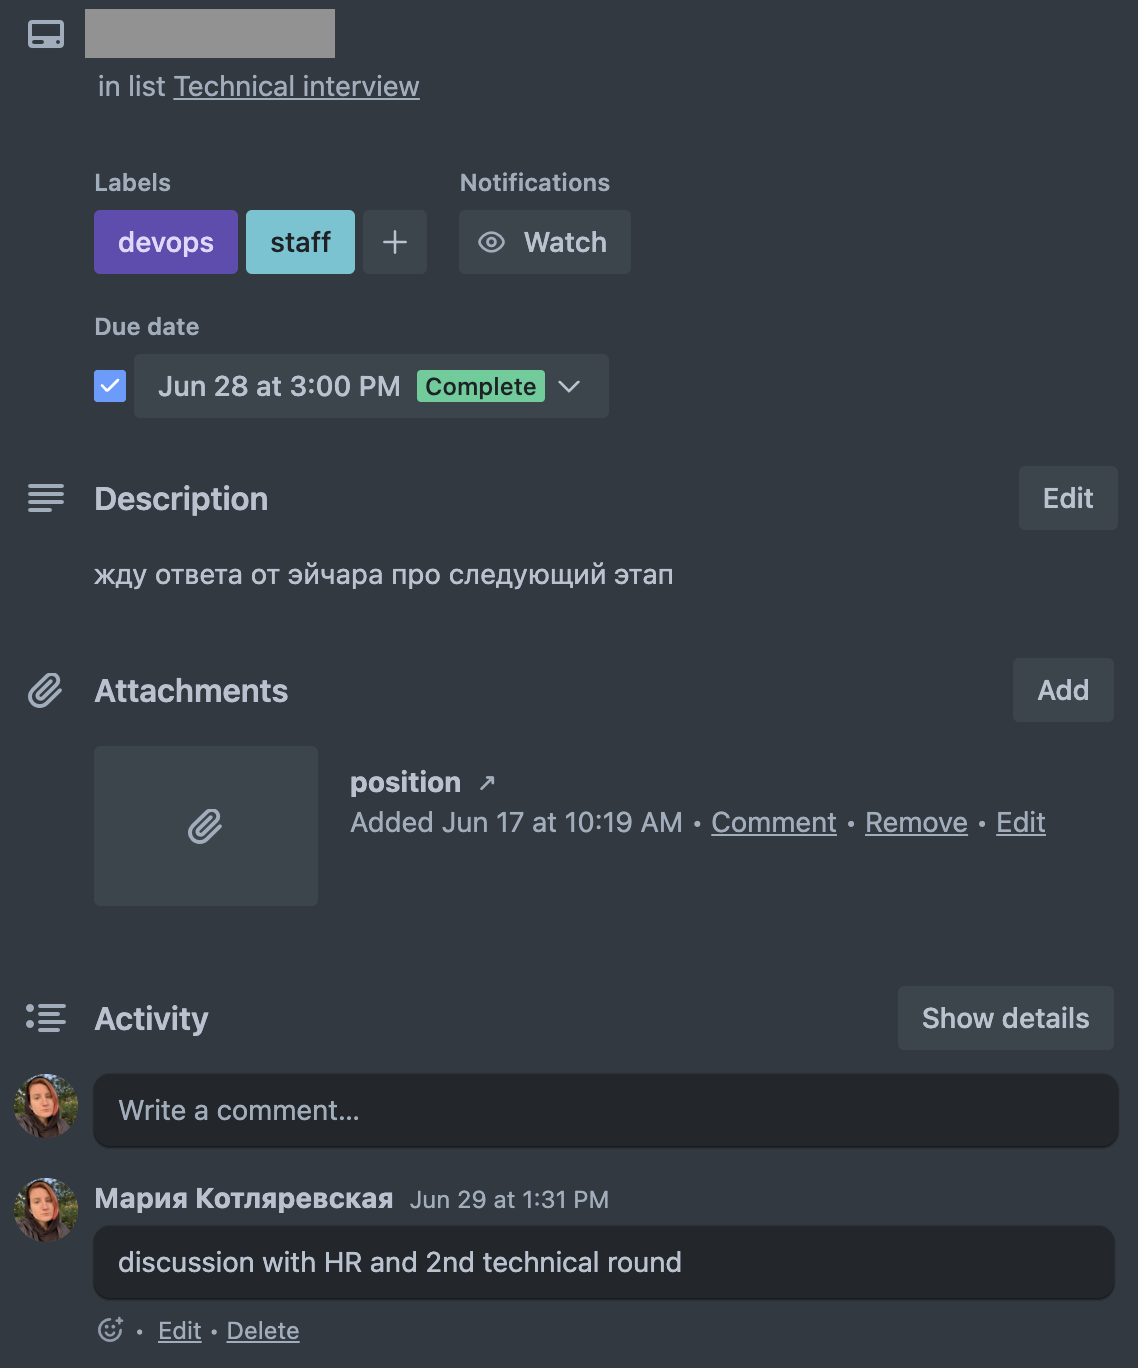 in list Technical interview
Labels
Notifications
devops
staff
Watch
Due date
Jun 28 at 3:00 PM Complete
Description
Edit
жду ответа от эйчара про следующий этап
Attachments
Add
position ↗
Added Jun 17 at 10:19 AM • Comment • Remove • Edit
Activity
Show details
Write a comment...
Мария Котляревская Jun 29 at 1:31 PM
discussion with HR and 2nd technical round
• Edit • Delete